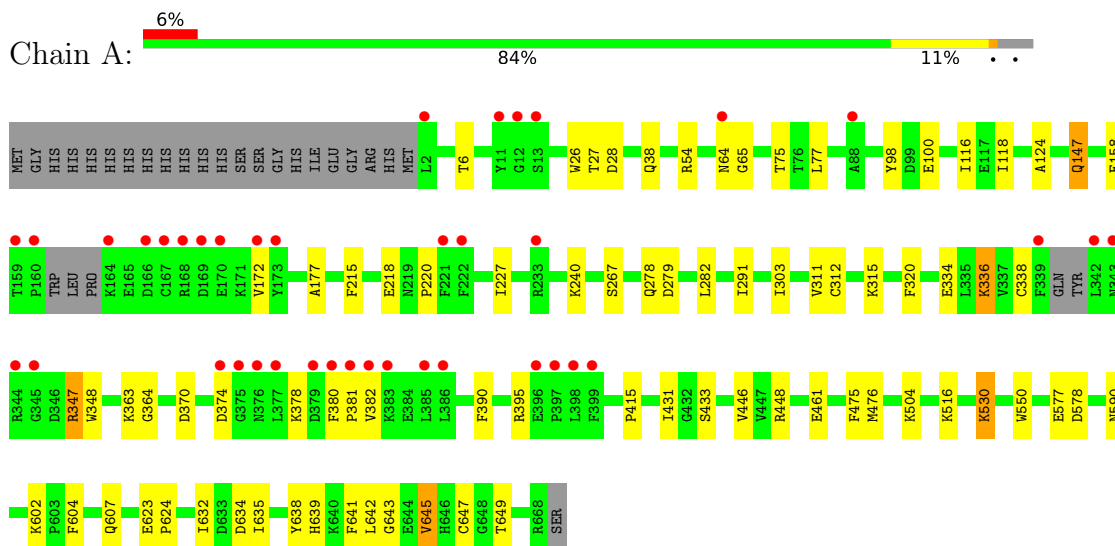 6%
Chain A:
84% 11% • •
MET GLY HIS HIS HIS HIS HIS HIS HIS HIS HIS HIS SER SER GLY HIS ILE GLU GLY ARG HIS MET L2 T6 Y11 G12 S13 W26 T27 D28 Q38 R54 N64 G65 T75 T76 L77 A88 Y98 D99 E100 I116 E117 I118 A124 Q147 E158
T159 P160 TRP LEU PRO K164 E165 D166 C167 R168 D169 E170 K171 V172 Y173 A177 F215 E218 N219 P220 F221 F222 I227 R233 K240 S267 Q278 D279 L282 I291 I303 V311 C312 K315 F320 E334 L335 K336 V337 C338 F339 GLN TYR L342 N343
R344 G345 D346 R347 W348 K363 G364 D370 D374 G375 N376 L377 K378 D379 F380 P381 V382 K383 E384 L385 L386 F390 R395 E396 P397 L398 F399 P415 I431 G432 S433 V446 V447 R448 E461 F475 M476 K504 K516 K530 W550 E577 D578
K602 P603 F604 Q607 E623 P624 I632 D633 D634 I635 Y638 H639 K640 F641 L642 G643 E644 V645 H646 C647 G648 T649 R668 SER